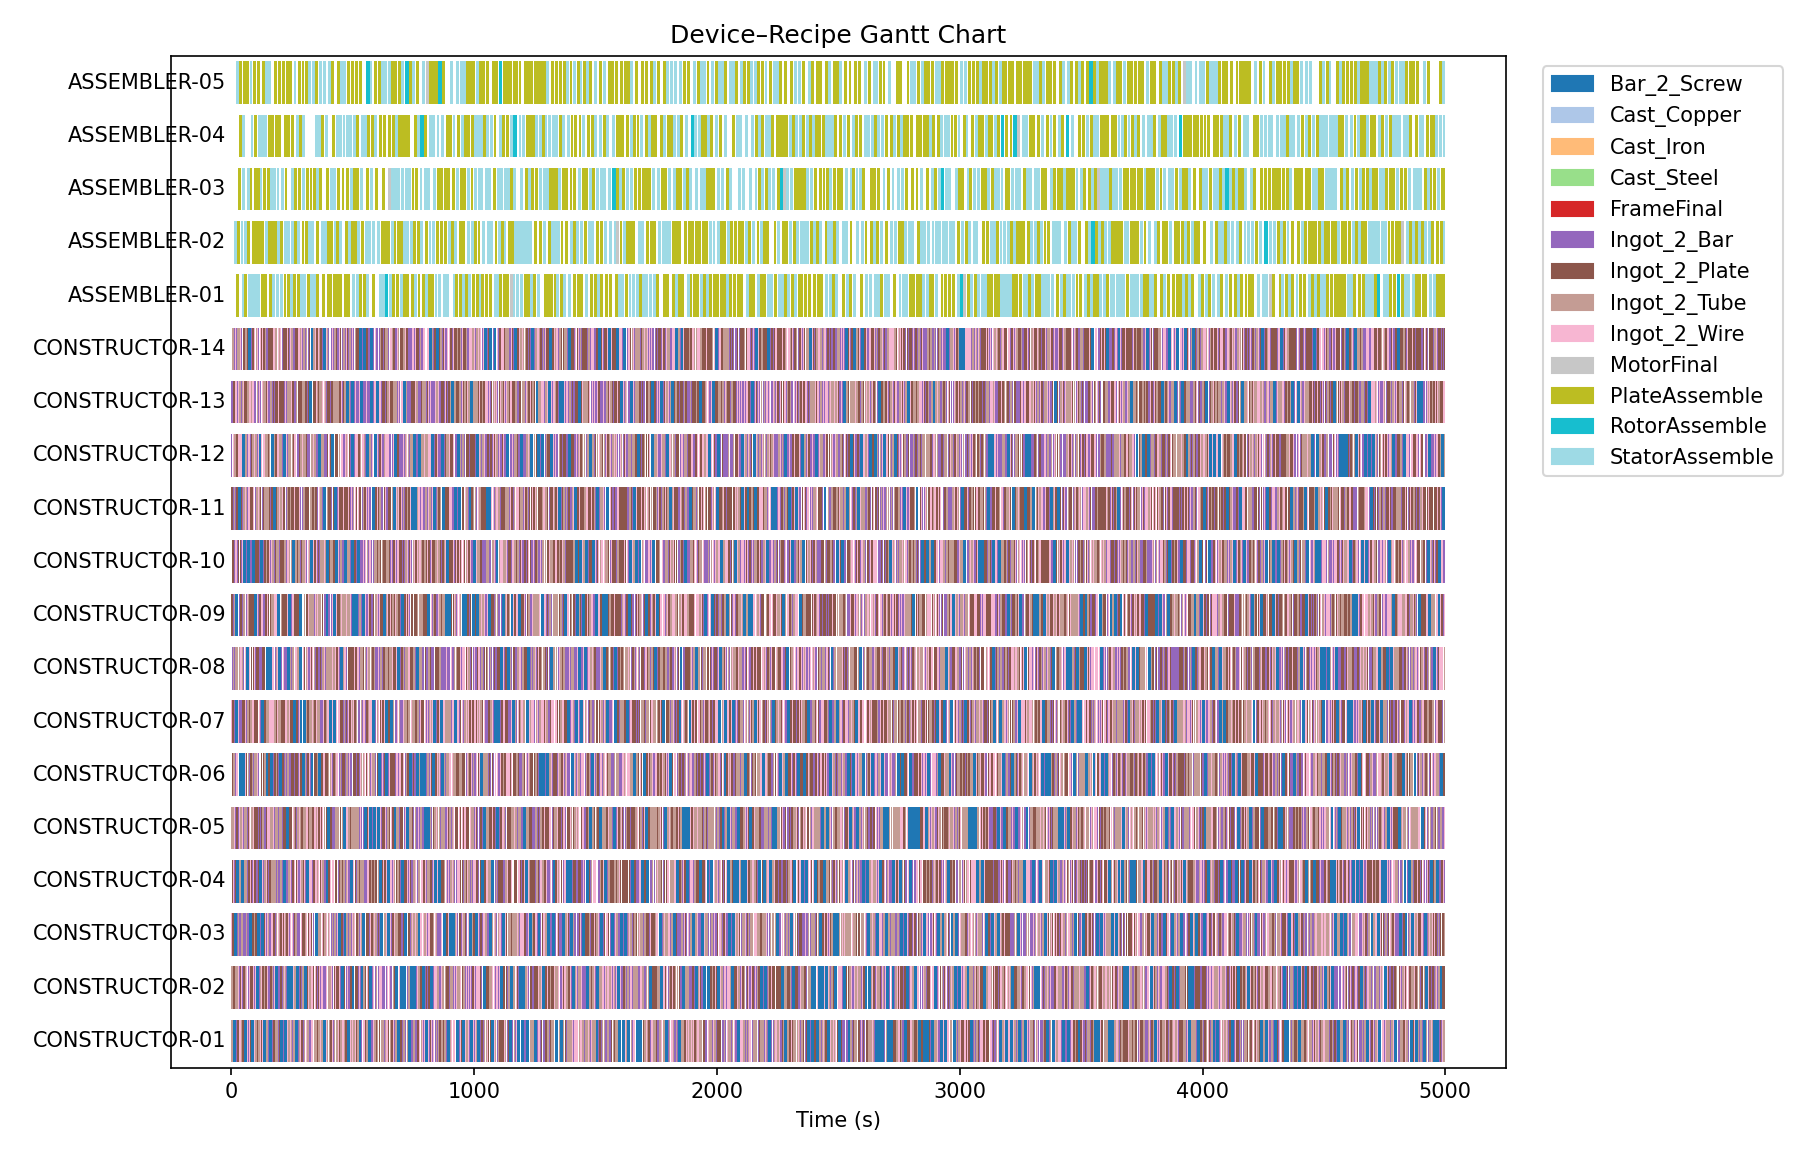 Device–Recipe Gantt Chart
ASSEMBLER-05
ASSEMBLER-04
ASSEMBLER-03
ASSEMBLER-02
ASSEMBLER-01
CONSTRUCTOR-14
CONSTRUCTOR-13
CONSTRUCTOR-12
CONSTRUCTOR-11
CONSTRUCTOR-10
CONSTRUCTOR-09
CONSTRUCTOR-08
CONSTRUCTOR-07
CONSTRUCTOR-06
CONSTRUCTOR-05
CONSTRUCTOR-04
CONSTRUCTOR-03
CONSTRUCTOR-02
CONSTRUCTOR-01
0 1000 2000 3000 4000 5000
Time (s)
Bar_2_Screw
Cast_Copper
Cast_Iron
Cast_Steel
FrameFinal
Ingot_2_Bar
Ingot_2_Plate
Ingot_2_Tube
Ingot_2_Wire
MotorFinal
PlateAssemble
RotorAssemble
StatorAssemble